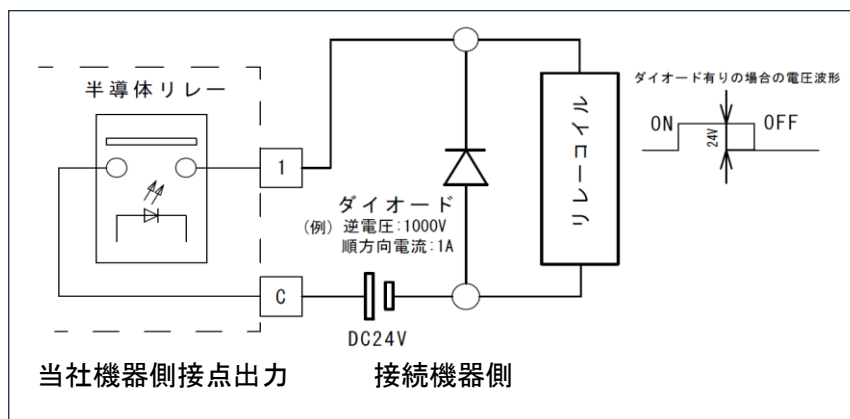 半導体リレー
1
C
ダイオード
(例) 逆電圧:1000V
順方向電流:1A
DC24V
リレーコイル
ダイオード有りの場合の電圧波形
ON
24V
OFF
当社機器側接点出力
接続機器側